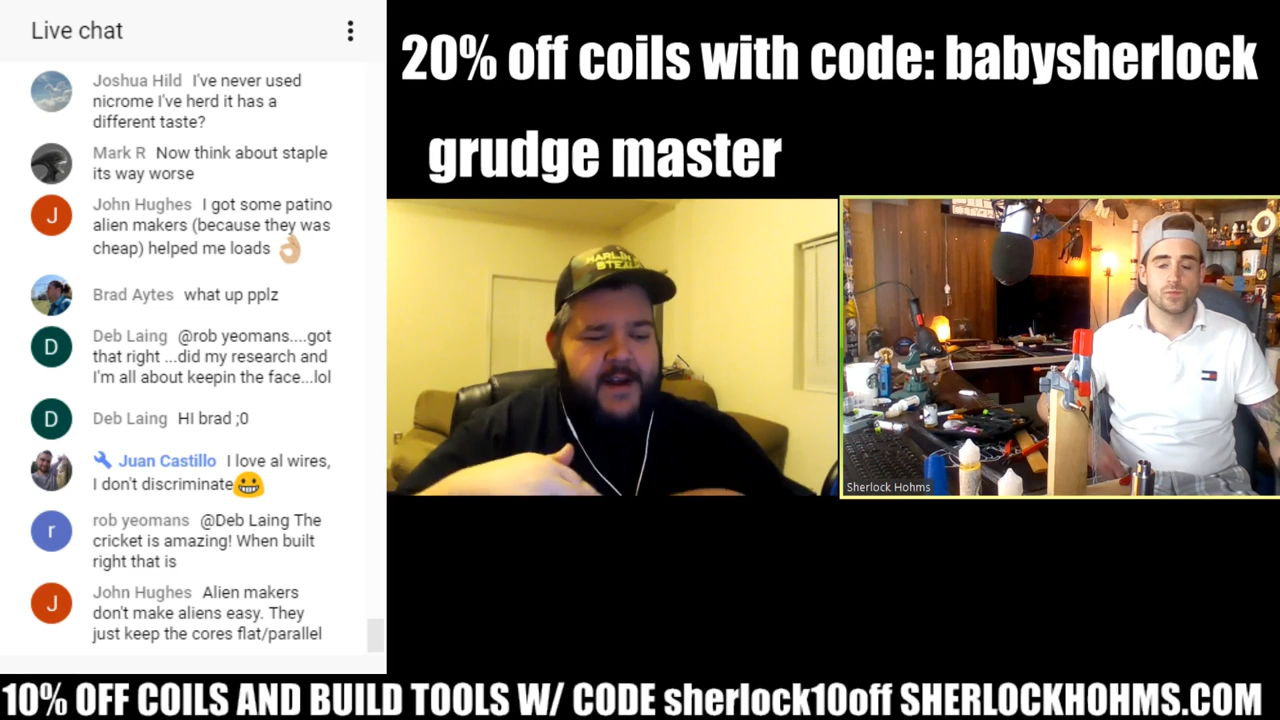 Live chat
Joshua Hild I've never used
nicrome I've herd it has a
different taste?
Mark R Now think about staple
its way worse
John Hughes I got some patino
alien makers (because they was
cheap) helped me loads 👌🏼
Brad Aytes what up pplz
Deb Laing @rob yeomans....got
that right ...did my research and
I'm all about keepin the face...lol
Deb Laing HI brad ;0
Juan Castillo I love al wires,
I don't discriminate😀
rob yeomans @Deb Laing The
cricket is amazing! When built
right that is
John Hughes Alien makers
don't make aliens easy. They
just keep the cores flat/parallel
J
D
D
r
J
20% off coils with code: babysherlock
grudge master
Sherlock Hohms
10% OFF COILS AND BUILD TOOLS W/ CODE sherlock10off SHERLOCKHOHMS.COM